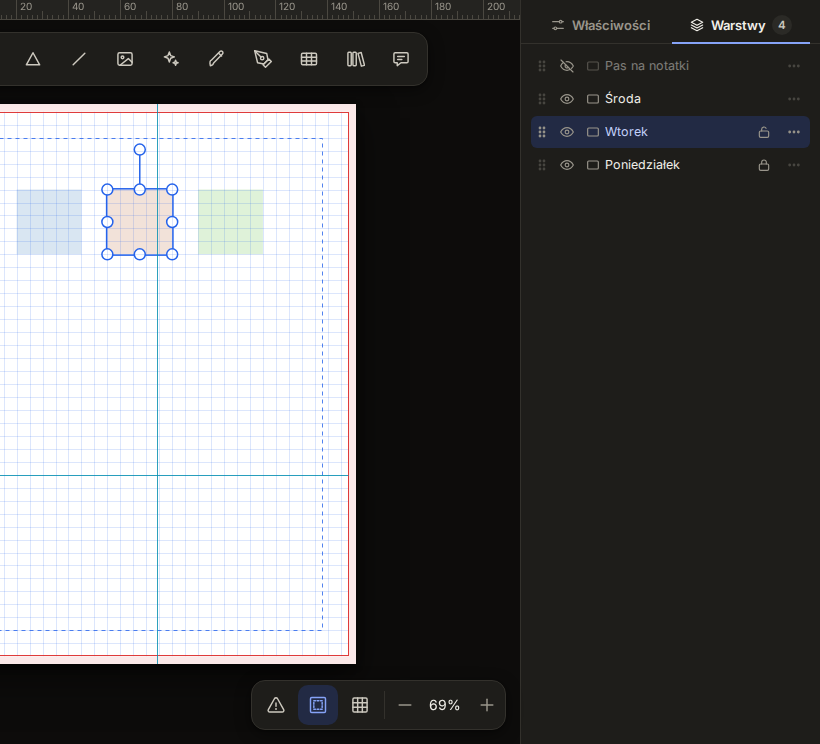 20 40 60 80 100 120 140 160 180 200
Właściwości
Warstwy 4
Pas na notatki
Środa
Wtorek
Poniedziałek
69%